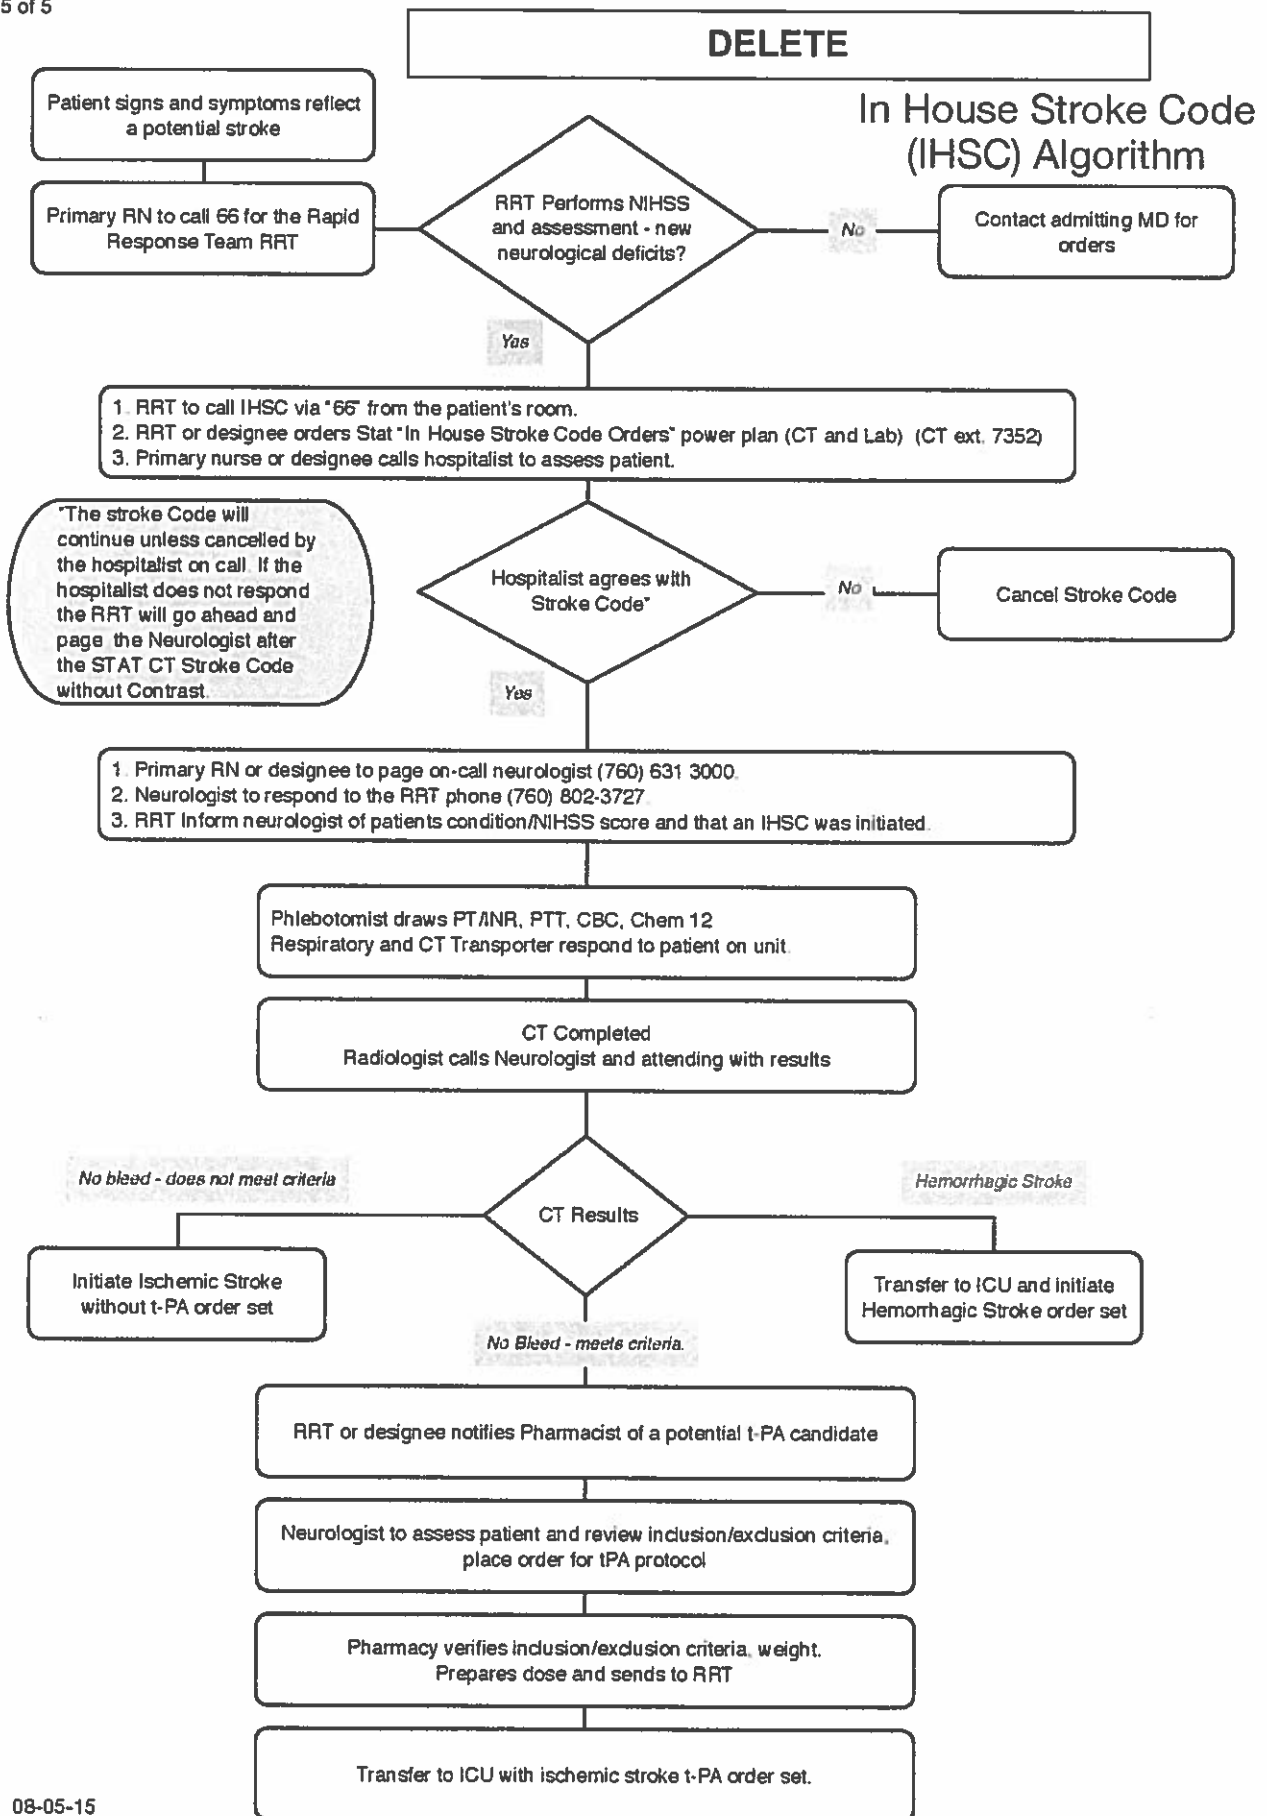 5 of 5
DELETE
In House Stroke Code
(IHSC) Algorithm
Patient signs and symptoms reflect
a potential stroke
Primary RN to call 66 for the Rapid
Response Team RRT
RRT Performs NIHSS
and assessment - new
neurological deficits?
No
Contact admitting MD for
orders
Yes
1. RRT to call IHSC via "66" from the patient's room.
2. RRT or designee orders Stat "In House Stroke Code Orders" power plan (CT and Lab) (CT ext. 7352)
3. Primary nurse or designee calls hospitalist to assess patient.
*The stroke Code will
continue unless cancelled by
the hospitalist on call. If the
hospitalist does not respond
the RRT will go ahead and
page the Neurologist after
the STAT CT Stroke Code
without Contrast.
Hospitalist agrees with
Stroke Code*
No
Cancel Stroke Code
Yes
1. Primary RN or designee to page on-call neurologist (760) 631 3000.
2. Neurologist to respond to the RRT phone (760) 802-3727
3. RRT Inform neurologist of patients condition/NIHSS score and that an IHSC was initiated.
Phlebotomist draws PT/INR, PTT, CBC, Chem 12
Respiratory and CT Transporter respond to patient on unit.
CT Completed
Radiologist calls Neurologist and attending with results
No bleed - does not meet criteria
CT Results
Hemorrhagic Stroke
Initiate Ischemic Stroke
without t-PA order set
Transfer to ICU and initiate
Hemorrhagic Stroke order set
No Bleed - meets criteria.
RRT or designee notifies Pharmacist of a potential t-PA candidate
Neurologist to assess patient and review inclusion/exclusion criteria,
place order for tPA protocol
Pharmacy verifies inclusion/exclusion criteria, weight.
Prepares dose and sends to RRT
Transfer to ICU with ischemic stroke t-PA order set.
08-05-15